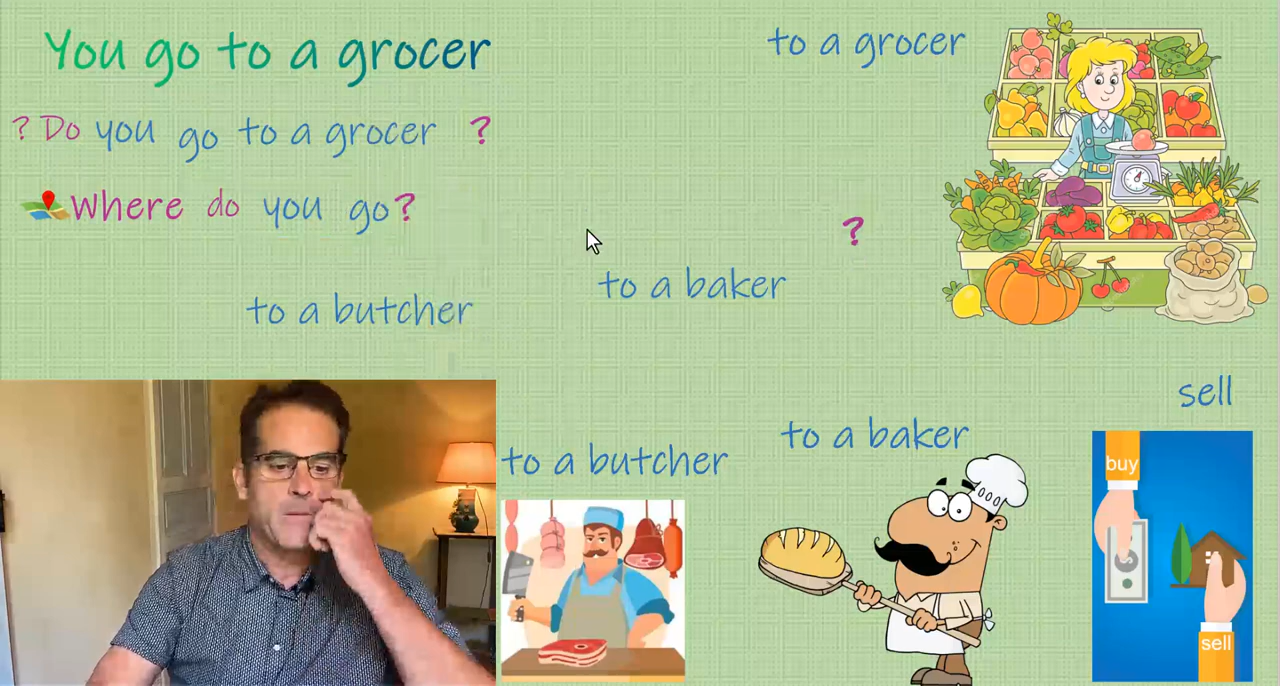 You go to a grocer
to a grocer
? Do you go to a grocer ?
Where do you go?
?
to a baker
to a butcher
sell
to a baker
to a butcher
buy
sell